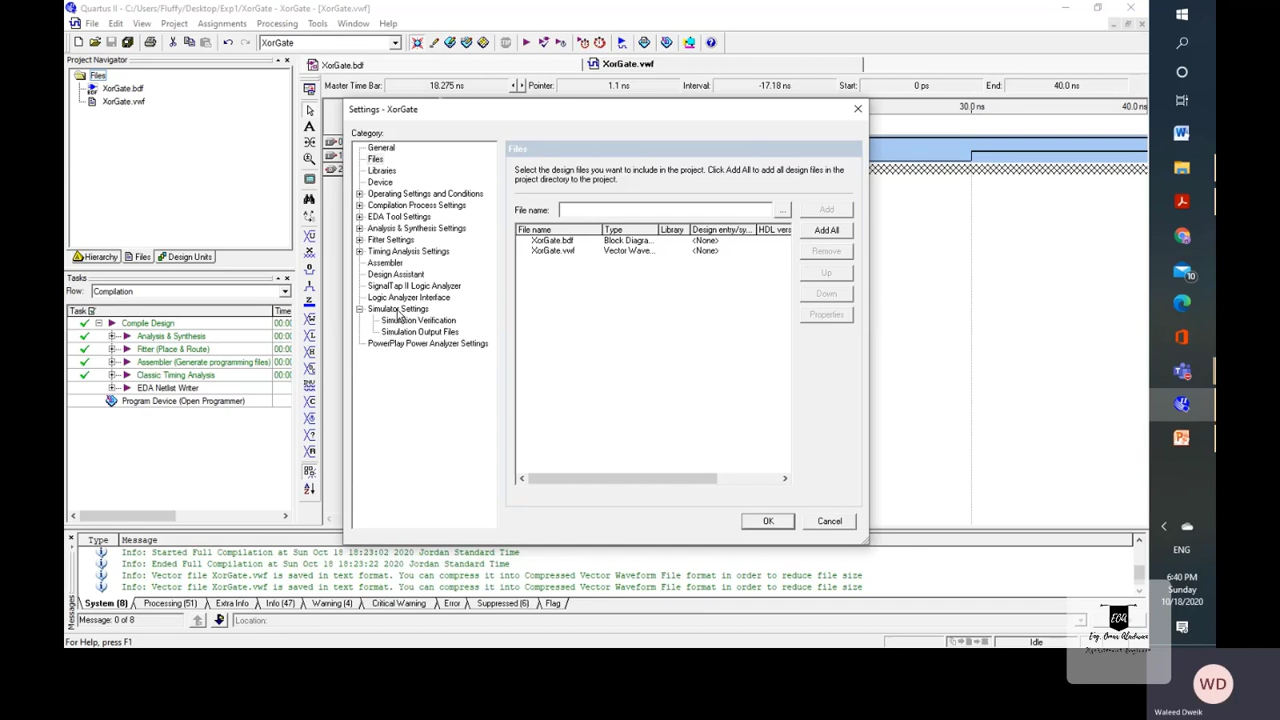 Quartus II - C:/Users/Fluffy/Desktop/Exp1/XorGate - XorGate - [XorGate.vwf]
File Edit View Project Assignments Processing Tools Window Help
XorGate
Project Navigator
Files
XorGate.bdf
XorGate.vwf
Hierarchy Files Design Units
Tasks
Flow: Compilation
Task Time
Compile Design 00:0
Analysis & Synthesis 00:0
Fitter (Place & Route) 00:0
Assembler (Generate programming files) 00:0
Classic Timing Analysis 00:0
EDA Netlist Writer
Program Device (Open Programmer)
XorGate.bdf XorGate.vwf
Master Time Bar: 18.275 ns Pointer: 1.1 ns Interval: -17.18 ns Start: 0 ps End: 40.0 ns
30.0 ns 40.0 ns
Settings - XorGate
Category:
General
Files
Libraries
Device
Operating Settings and Conditions
Compilation Process Settings
EDA Tool Settings
Analysis & Synthesis Settings
Fitter Settings
Timing Analysis Settings
Assembler
Design Assistant
SignalTap II Logic Analyzer
Logic Analyzer Interface
Simulator Settings
Simulation Verification
Simulation Output Files
PowerPlay Power Analyzer Settings
Files
Select the design files you want to include in the project. Click Add All to add all design files in the
project directory to the project.
File name: ... Add
File name Type Library Design entry/sy... HDL vers
XorGate.bdf Block Diagra... <None>
XorGate.vwf Vector Wave... <None>
Add All
Remove
Up
Down
Properties
OK Cancel
Type Message
Info: Started Full Compilation at Sun Oct 18 18:23:02 2020 Jordan Standard Time
Info: Ended Full Compilation at Sun Oct 18 18:23:22 2020 Jordan Standard Time
Info: Vector file XorGate.vwf is saved in text format. You can compress it into Compressed Vector Waveform File format in order to reduce file size
Info: Vector file XorGate.vwf is saved in text format. You can compress it into Compressed Vector Waveform File format in order to reduce file size
System (8) Processing (51) Extra Info Info (47) Warning (4) Critical Warning Error Suppressed (6) Flag
Messages
Message: 0 of 8 Location:
For Help, press F1 Idle
10
ENG
6:40 PM
Sunday
10/18/2020
EOA
WD
Waleed Dweik